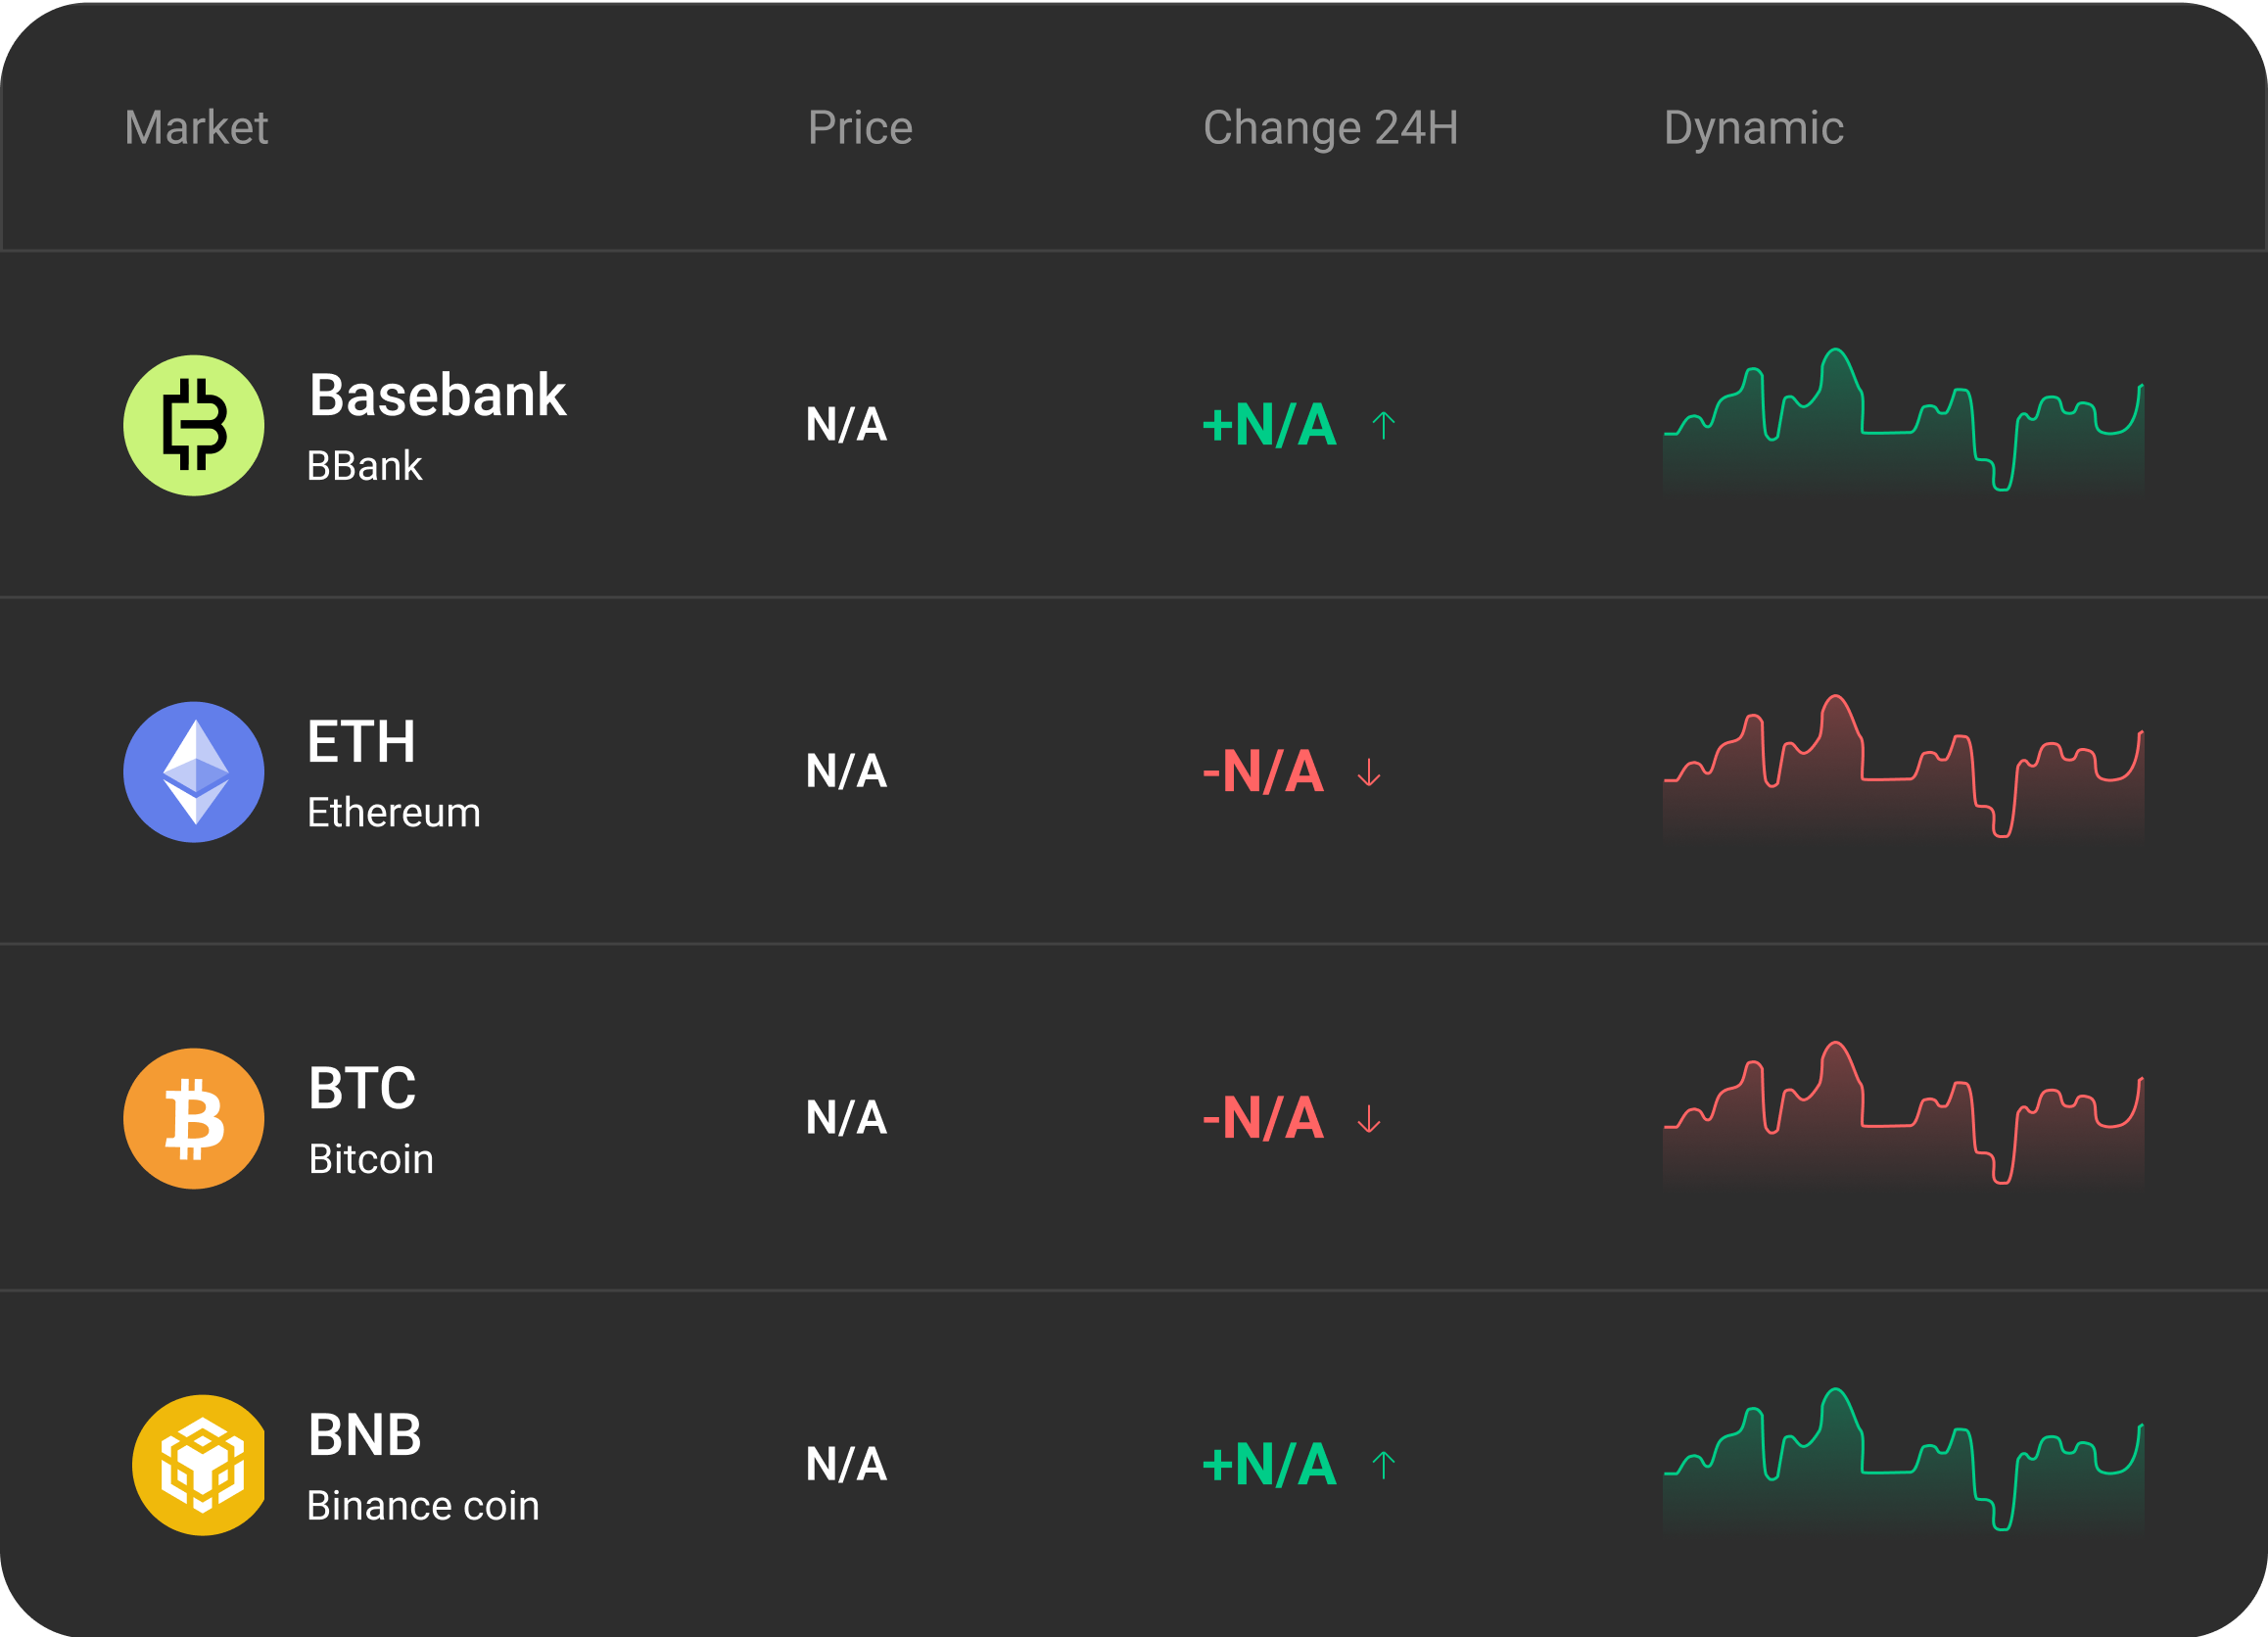 Market Price Change 24H Dynamic
Basebank
BBank
N/A +N/A
ETH
Ethereum
N/A -N/A
BTC
Bitcoin
N/A -N/A
BNB
Binance coin
N/A +N/A